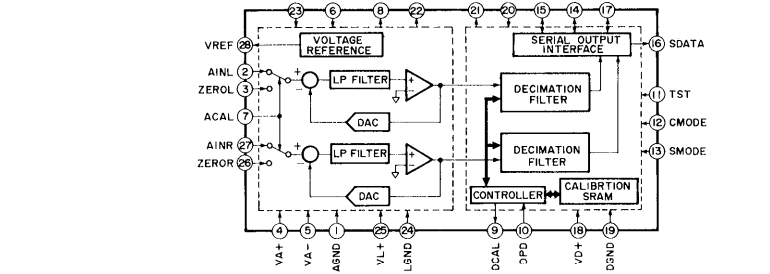 23 6 8 22 21 20 15 14 17
VREF 28 VOLTAGE REFERENCE SERIAL OUTPUT INTERFACE 16 SDATA
AINL 2 + − LP FILTER + DECIMATION FILTER
ZEROL 3
11 TST
ACAL 7 DAC
12 CMODE
AINR 27 + − LP FILTER + DECIMATION FILTER 13 SMODE
ZEROR 26
DAC CONTROLLER CALIBRTION SRAM
4 5 1 25 24 9 10 18 19
VA+ VA- AGND VL+ LGND DCAL DPD VD+ DGND